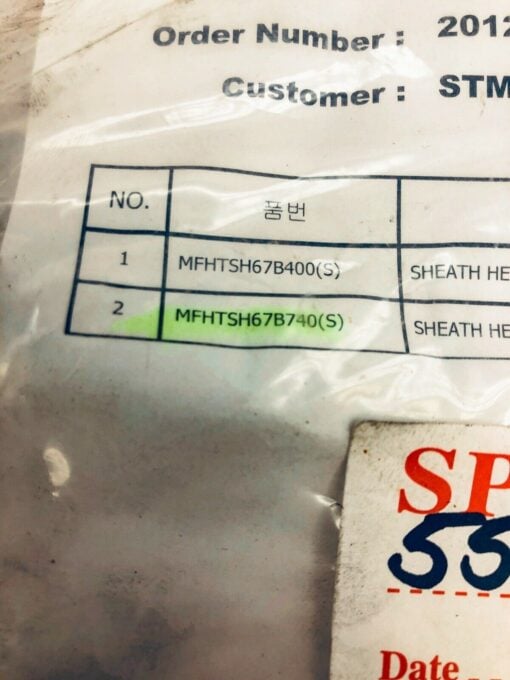 Order Number : 2012
Customer : STM
NO. 품번
1 MFHTSH67B400(S) SHEATH HE
2 MFHTSH67B740(S) SHEATH HE
SP
55
Date